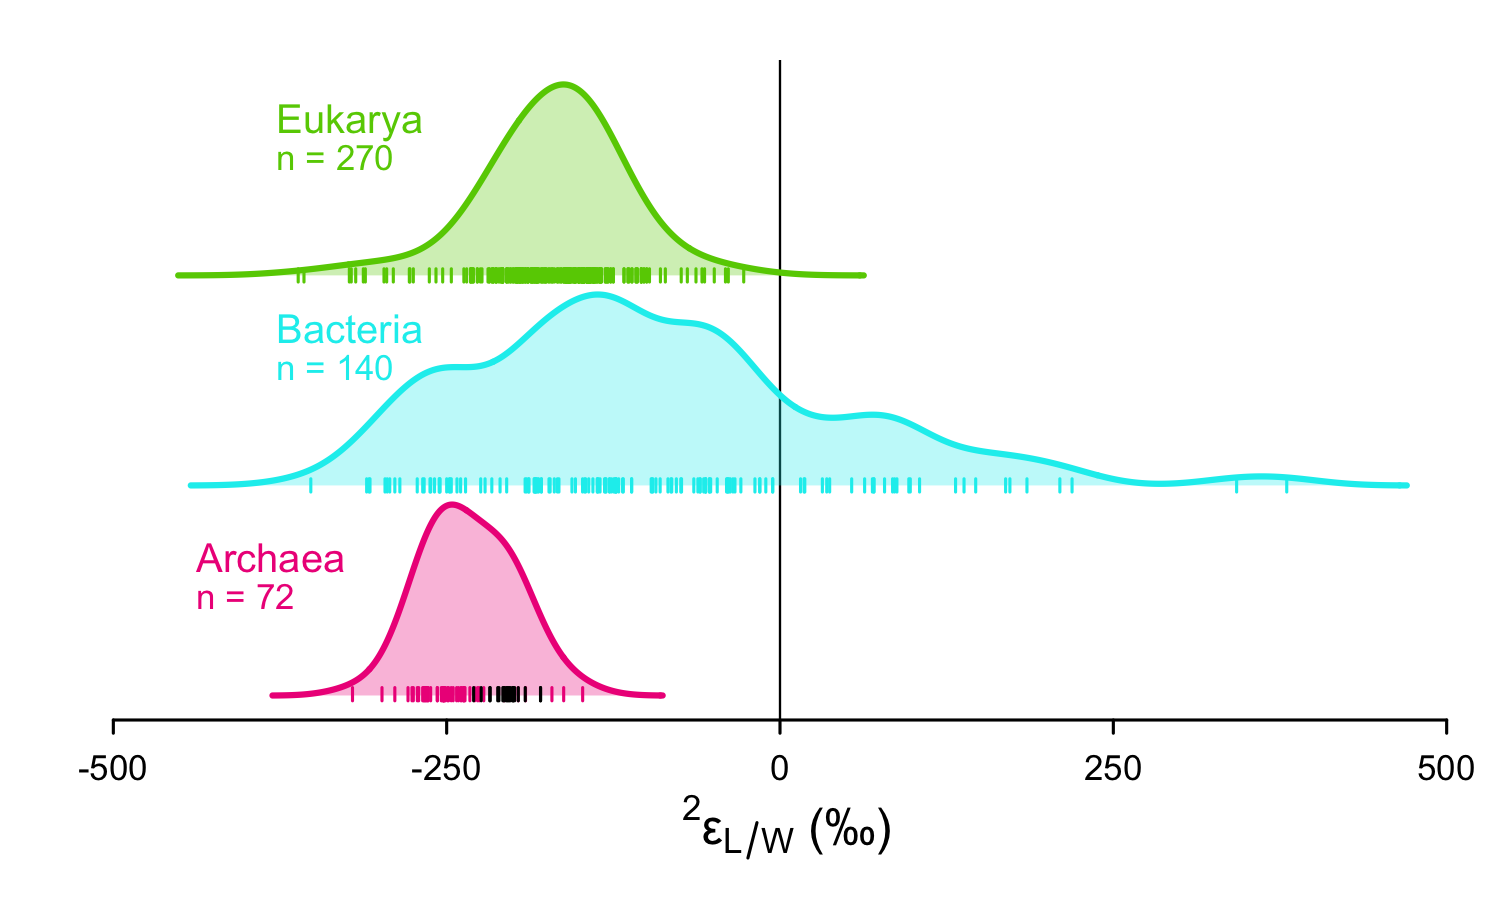 Eukarya
n = 270
Bacteria
n = 140
Archaea
n = 72
-500 -250 0 250 500
²εL/W (‰)